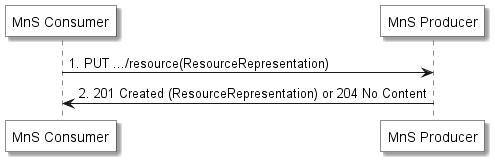 MnS Consumer
MnS Producer
1. PUT .../resource(ResourceRepresentation)
2. 201 Created (ResourceRepresentation) or 204 No Content
MnS Consumer
MnS Producer